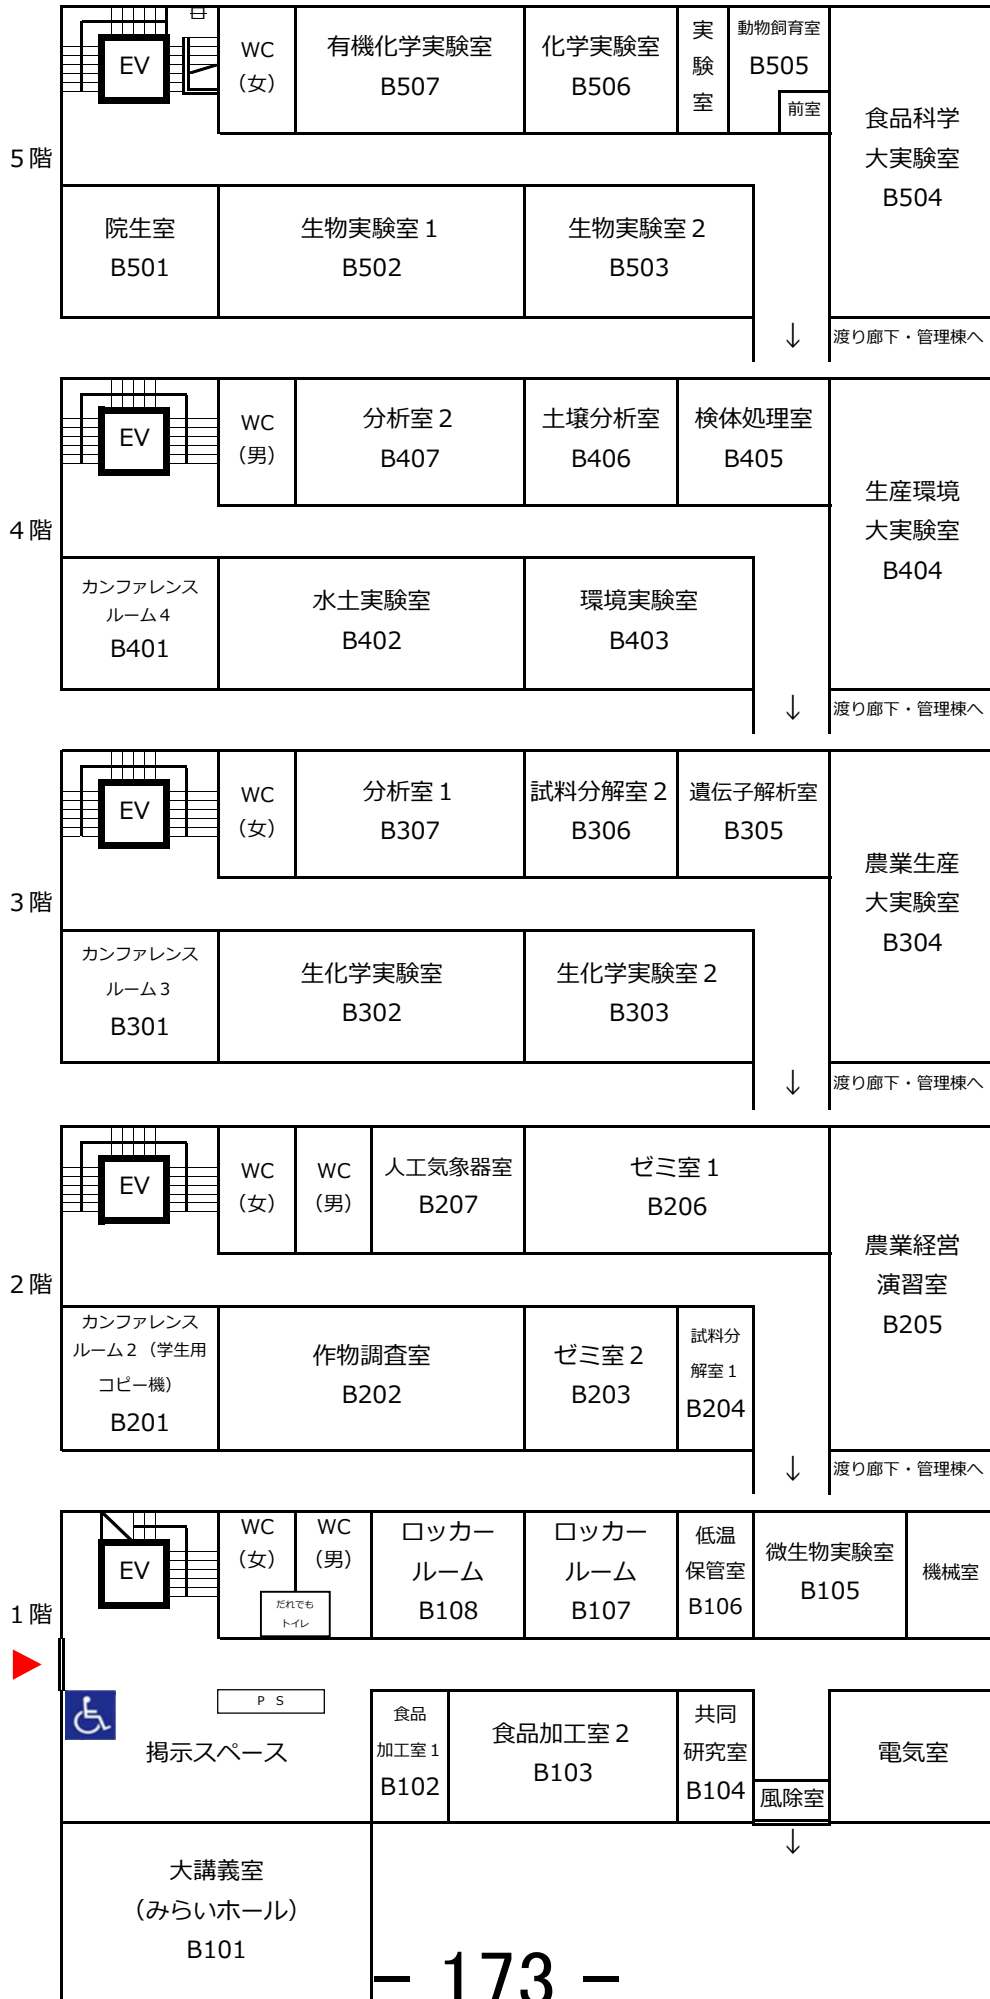 5階
EV
WC
(女)
有機化学実験室
B507
化学実験室
B506
実
験
室
動物飼育室
B505
前室
食品科学
大実験室
B504
院生室
B501
生物実験室1
B502
生物実験室2
B503
↓
渡り廊下・管理棟へ
4階
EV
WC
(男)
分析室2
B407
土壌分析室
B406
検体処理室
B405
生産環境
大実験室
B404
カンファレンス
ルーム4
B401
水土実験室
B402
環境実験室
B403
↓
渡り廊下・管理棟へ
3階
EV
WC
(女)
分析室1
B307
試料分解室2
B306
遺伝子解析室
B305
農業生産
大実験室
B304
カンファレンス
ルーム3
B301
生化学実験室
B302
生化学実験室2
B303
↓
渡り廊下・管理棟へ
2階
EV
WC
(女)
WC
(男)
人工気象器室
B207
ゼミ室1
B206
農業経営
演習室
B205
カンファレンス
ルーム2(学生用
コピー機)
B201
作物調査室
B202
ゼミ室2
B203
試料分
解室1
B204
↓
渡り廊下・管理棟へ
1階
EV
WC
(女)
WC
(男)
だれでも
トイレ
ロッカー
ルーム
B108
ロッカー
ルーム
B107
低温
保管室
B106
微生物実験室
B105
機械室
PS
掲示スペース
食品
加工室1
B102
食品加工室2
B103
共同
研究室
B104
風除室
↓
電気室
大講義室
(みらいホール)
B101
- 173 -